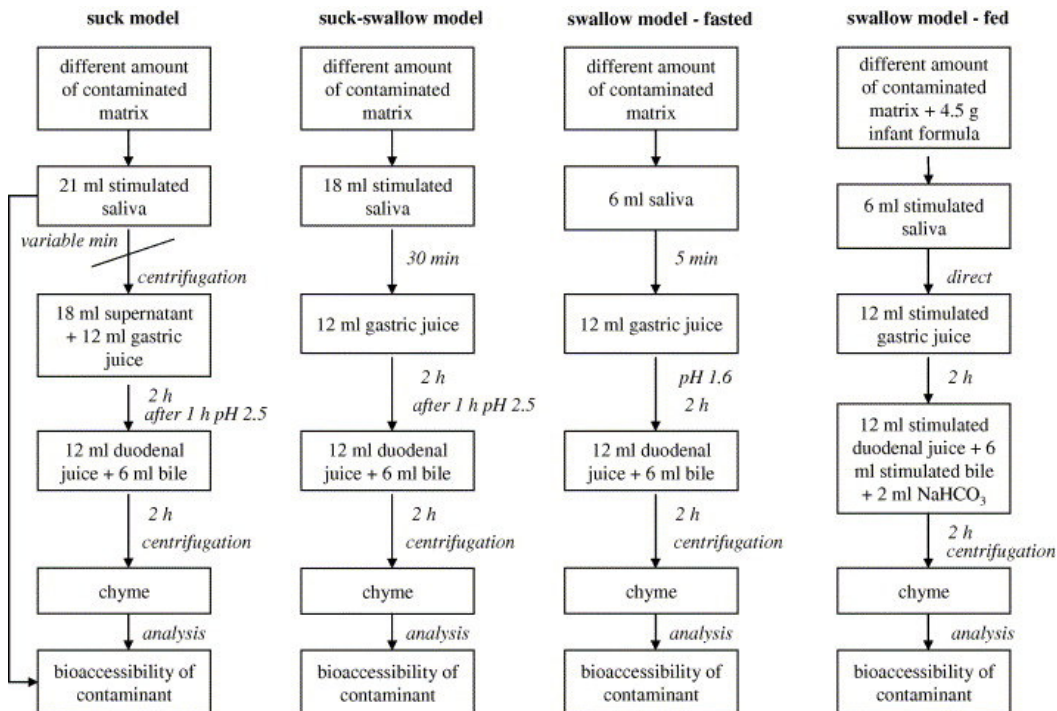 suck model
different amount
of contaminated
matrix
21 ml stimulated
saliva
variable min
centrifugation
18 ml supernatant
+ 12 ml gastric
juice
2 h
after 1 h pH 2.5
12 ml duodenal
juice + 6 ml bile
2 h
centrifugation
chyme
analysis
bioaccessibility of
contaminant
suck-swallow model
different amount
of contaminated
matrix
18 ml stimulated
saliva
30 min
12 ml gastric juice
2 h
after 1 h pH 2.5
12 ml duodenal
juice + 6 ml bile
2 h
centrifugation
chyme
analysis
bioaccessibility of
contaminant
swallow model - fasted
different amount
of contaminated
matrix
6 ml saliva
5 min
12 ml gastric juice
pH 1.6
2 h
12 ml duodenal
juice + 6 ml bile
2 h
centrifugation
chyme
analysis
bioaccessibility of
contaminant
swallow model - fed
different amount
of contaminated
matrix + 4.5 g
infant formula
6 ml stimulated
saliva
direct
12 ml stimulated
gastric juice
2 h
12 ml stimulated
duodenal juice + 6
ml stimulated bile
+ 2 ml NaHCO₃
2 h
centrifugation
chyme
analysis
bioaccessibility of
contaminant